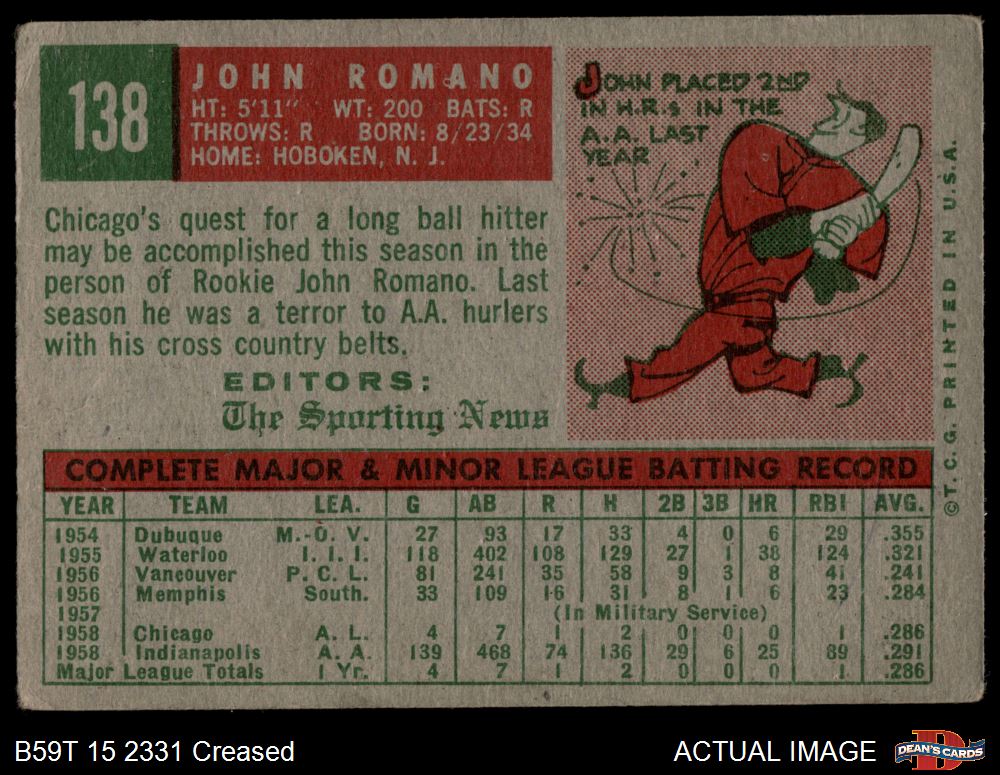 138
JOHN ROMANO
HT: 5'11" WT: 200 BATS: R
THROWS: R BORN: 8/23/34
HOME: HOBOKEN, N. J.
JOHN PLACED 2ND
IN H.R.s IN THE
A.A. LAST
YEAR
Chicago's quest for a long ball hitter
may be accomplished this season in the
person of Rookie John Romano. Last
season he was a terror to A.A. hurlers
with his cross country belts.
EDITORS:
The Sporting News
©T.C.G. PRINTED IN U.S.A.
COMPLETE MAJOR & MINOR LEAGUE BATTING RECORD
YEAR TEAM LEA. G AB R H 2B 3B HR RBI AVG.
1954 Dubuque M.-O. V. 27 93 17 33 4 0 6 29 .355
1955 Waterloo I. I. I. 118 402 108 129 27 1 38 124 .321
1956 Vancouver P. C. L. 81 241 35 58 9 3 8 41 .241
1956 Memphis South. 33 109 16 31 8 1 6 23 .284
1957 (In Military Service)
1958 Chicago A. L. 4 7 1 2 0 0 0 1 .286
1958 Indianapolis A. A. 139 468 74 136 29 6 25 89 .291
Major League Totals 1 Yr. 4 7 1 2 0 0 0 1 .286
B59T 15 2331 Creased
ACTUAL IMAGE
DEAN'S CARDS